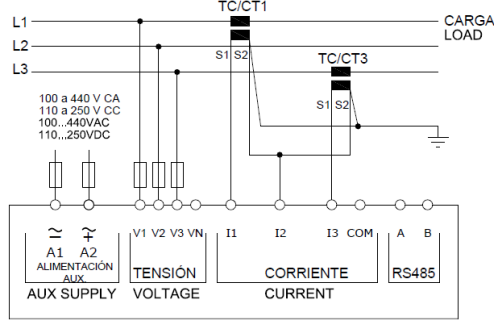 TC/CT1
L1
CARGA
LOAD
L2
TC/CT3
S1 S2
L3
100 a 440 V CA
110 a 250 V CC
100...440VAC
110...250VDC
S1 S2
V1 V2 V3 VN I1 I2 I3 COM A B
A1 A2
ALIMENTACIÓN
AUX.
TENSIÓN CORRIENTE RS485
AUX SUPPLY VOLTAGE CURRENT